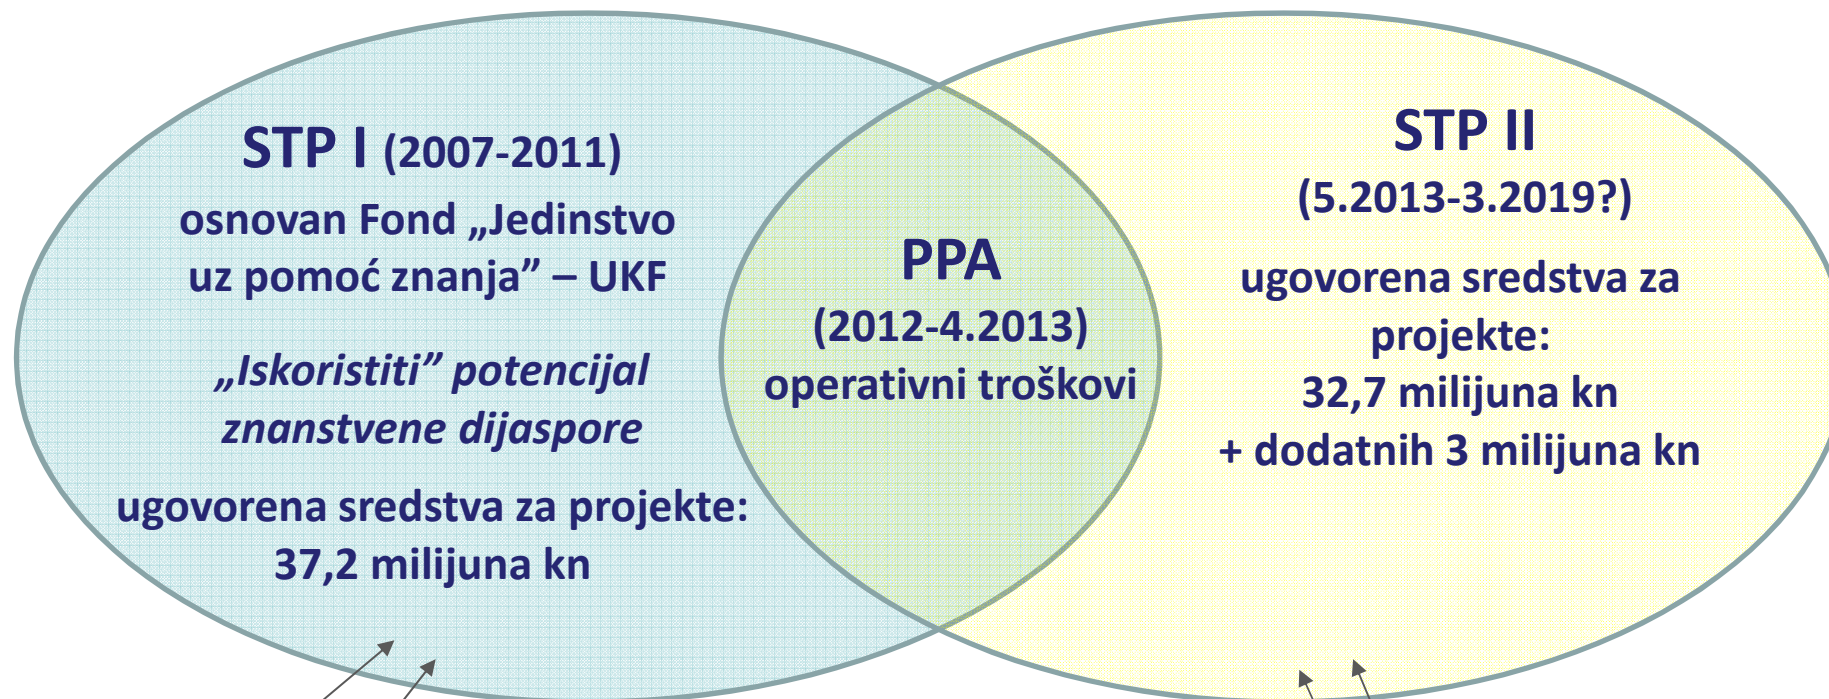 STP I (2007-2011)
osnovan Fond „Jedinstvo
uz pomoć znanja” – UKF
„Iskoristiti” potencijal
znanstvene dijaspore
ugovorena sredstva za projekte:
37,2 milijuna kn
PPA
(2012-4.2013)
operativni troškovi
STP II
(5.2013-3.2019?)
ugovorena sredstva za
projekte:
32,7 milijuna kn
+ dodatnih 3 milijuna kn